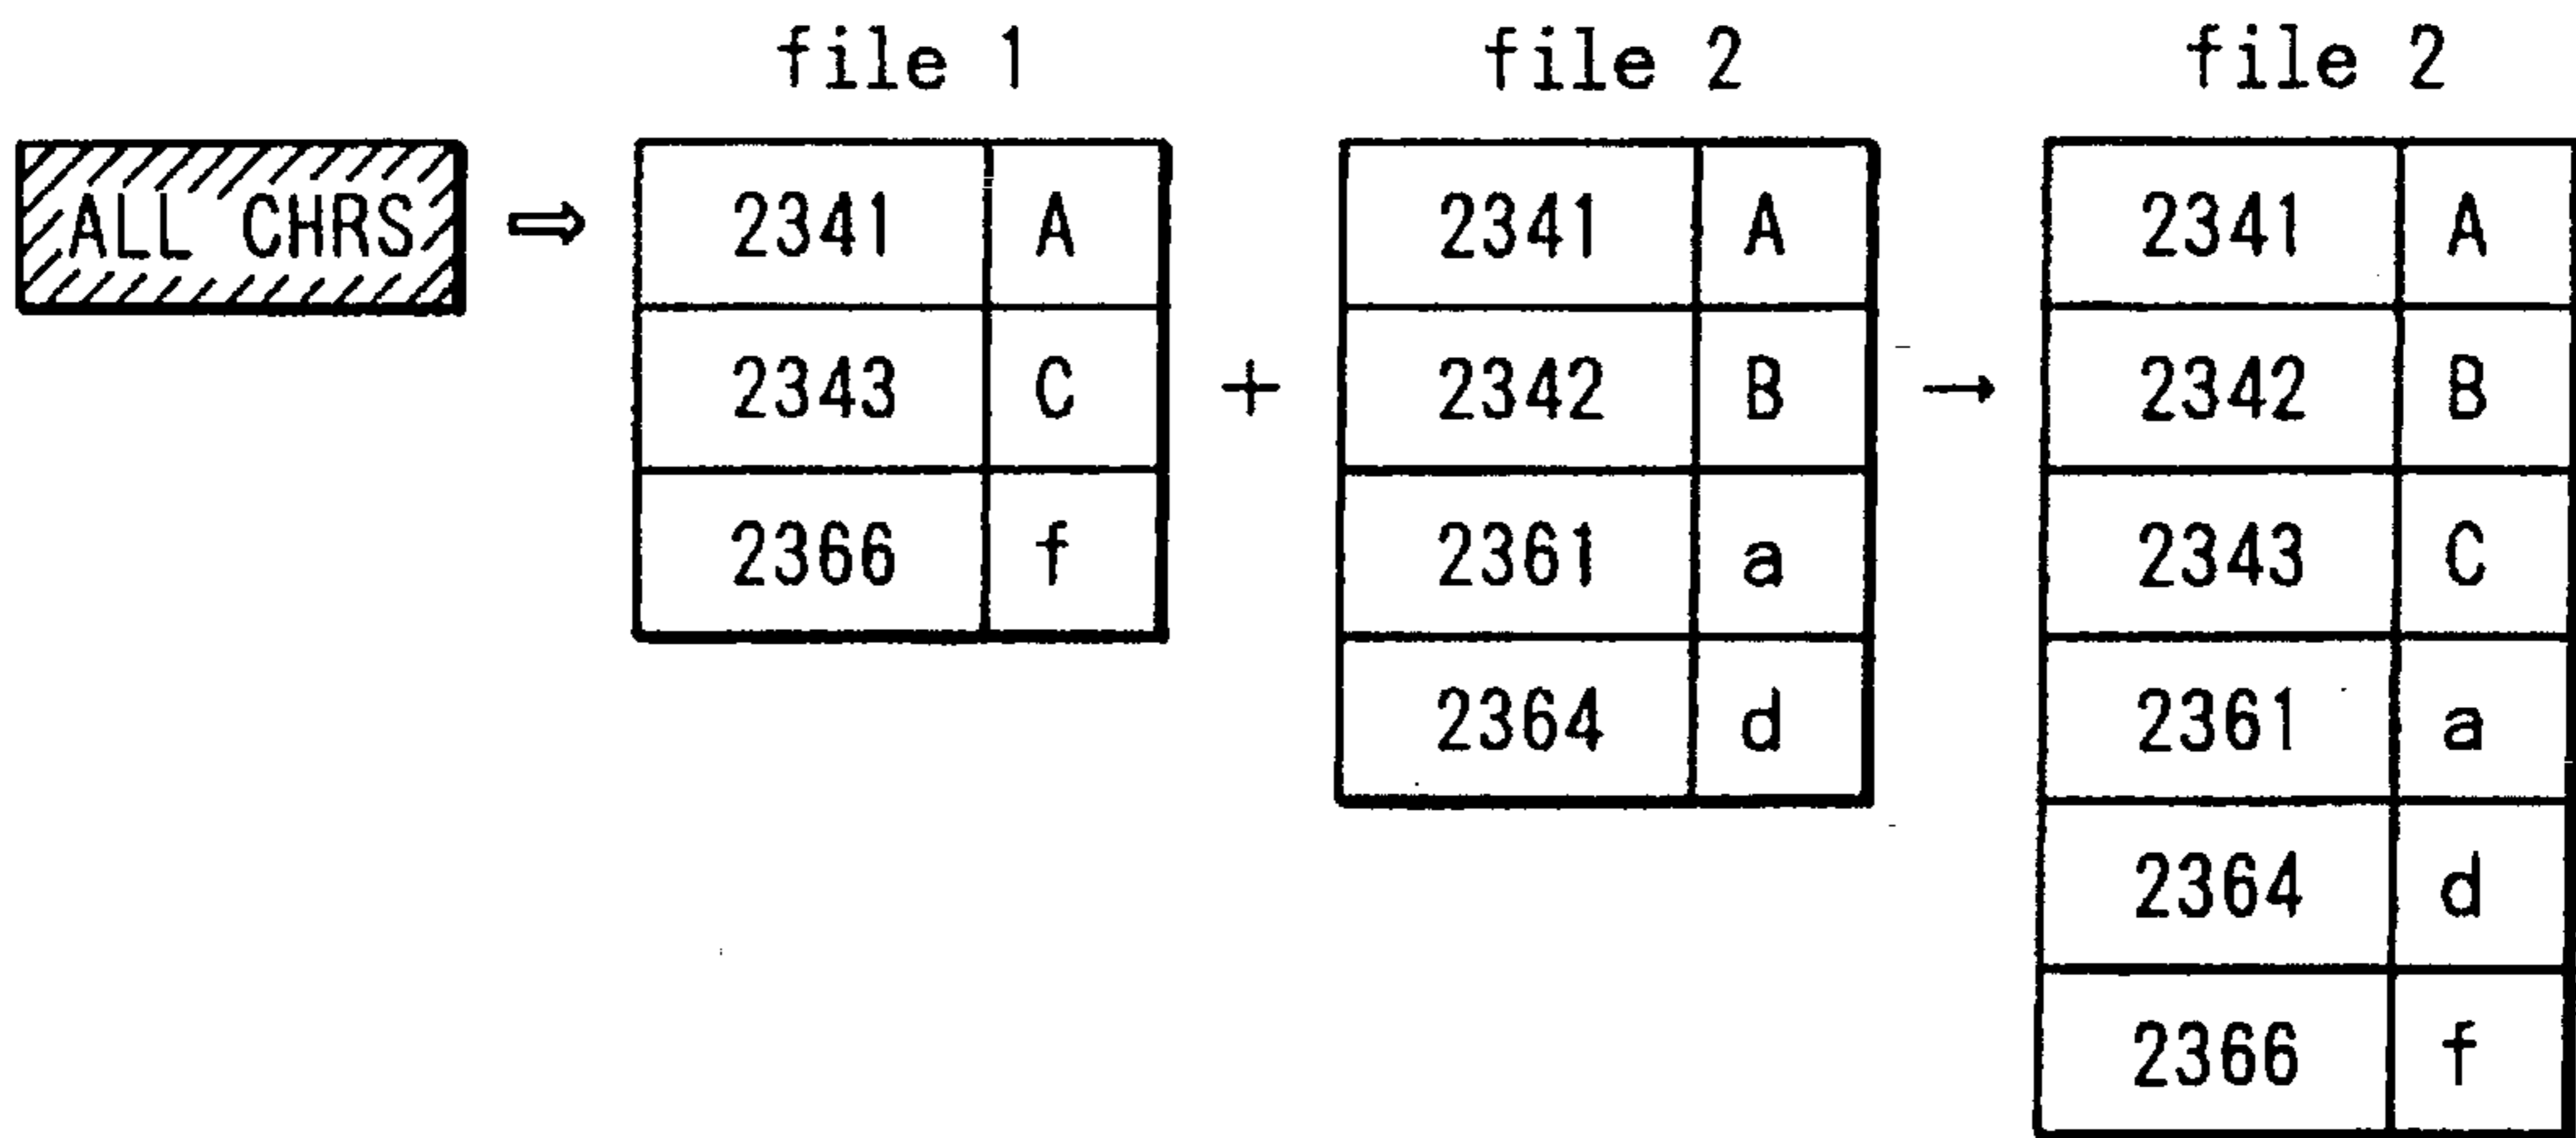 file 1 file 2 file 2
ALL CHRS ⇒ 2341 A 2341 A 2341 A
2343 C + 2342 B → 2342 B
2366 f 2361 a 2343 C
2364 d 2361 a
2364 d
2366 f